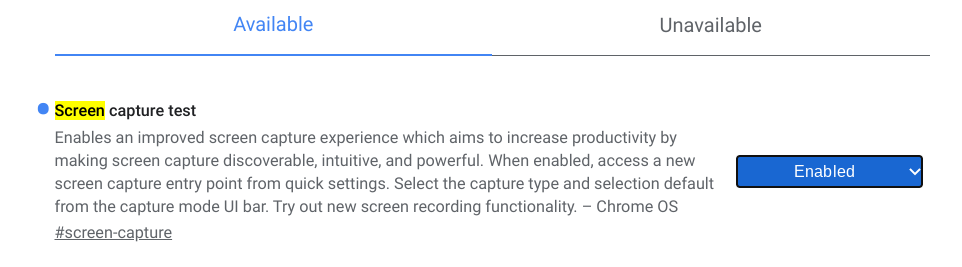 Available
Unavailable
Screen capture test
Enables an improved screen capture experience which aims to increase productivity by
making screen capture discoverable, intuitive, and powerful. When enabled, access a new
screen capture entry point from quick settings. Select the capture type and selection default
from the capture mode UI bar. Try out new screen recording functionality. – Chrome OS
#screen-capture
Enabled